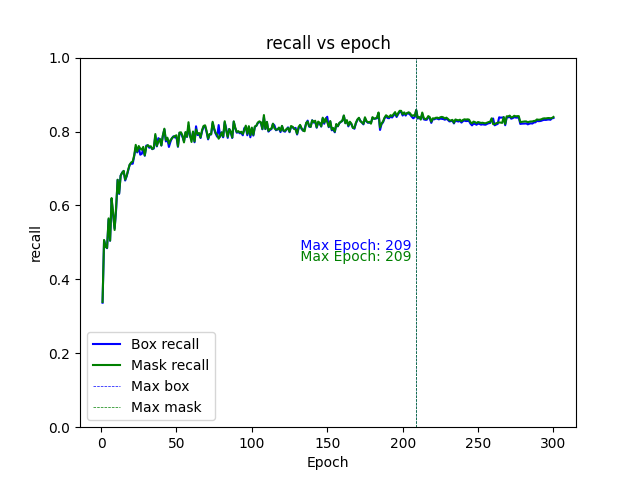 recall vs epoch
1.0
0.8
0.6
0.4
0.2
0.0
recall
Max Epoch: 209
Max Epoch: 209
Box recall
Mask recall
Max box
Max mask
0 50 100 150 200 250 300
Epoch